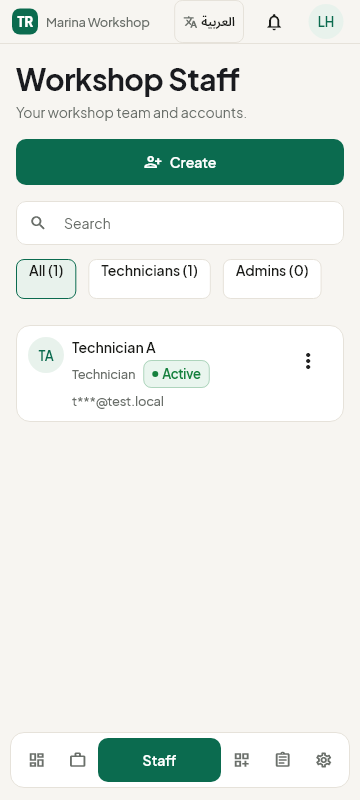 TR Marina Workshop العربية LH
Workshop Staff
Your workshop team and accounts.
Create
Search
All (1) Technicians (1) Admins (0)
TA Technician A
Technician Active
t***@test.local
Staff